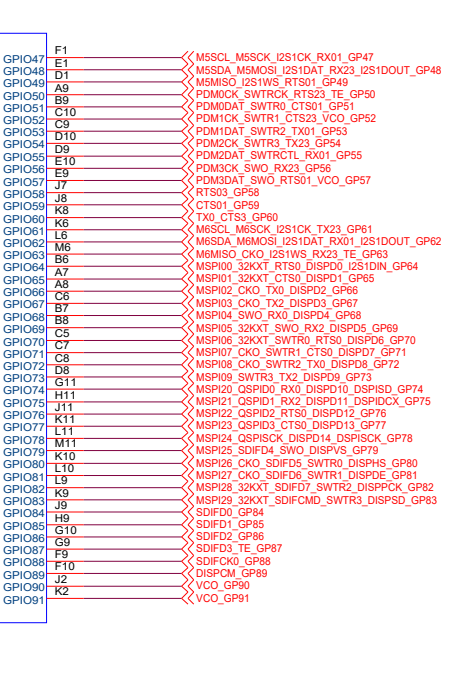 GPIO47 F1 M5SCL_M5SCK_I2S1CK_RX01_GP47
GPIO48 E1 M5SDA_M5MOSI_I2S1DAT_RX23_I2S1DOUT_GP48
GPIO49 D1 M5MISO_I2S1WS_RTS01_GP49
GPIO50 A9 PDM0CK_SWTRCK_RTS23_TE_GP50
GPIO51 B9 PDM0DAT_SWTR0_CTS01_GP51
GPIO52 C10 PDM1CK_SWTR1_CTS23_VCO_GP52
GPIO53 C9 PDM1DAT_SWTR2_TX01_GP53
GPIO54 D10 PDM2CK_SWTR3_TX23_GP54
GPIO55 D9 PDM2DAT_SWTRCTL_RX01_GP55
GPIO56 E10 PDM3CK_SWO_RX23_GP56
GPIO57 E9 PDM3DAT_SWO_RTS01_VCO_GP57
GPIO58 J7 RTS03_GP58
GPIO59 J8 CTS01_GP59
GPIO60 K8 TX0_CTS3_GP60
GPIO61 K6 M6SCL_M6SCK_I2S1CK_TX23_GP61
GPIO62 L6 M6SDA_M6MOSI_I2S1DAT_RX01_I2S1DOUT_GP62
GPIO63 M6 M6MISO_CKO_I2S1WS_RX23_TE_GP63
GPIO64 B6 MSPI00_32KXT_RTS0_DISPD0_I2S1DIN_GP64
GPIO65 A7 MSPI01_32KXT_CTS0_DISPD1_GP65
GPIO66 A8 MSPI02_CKO_TX0_DISPD2_GP66
GPIO67 C6 MSPI03_CKO_TX2_DISPD3_GP67
GPIO68 B7 MSPI04_SWO_RX0_DISPD4_GP68
GPIO69 B8 MSPI05_32KXT_SWO_RX2_DISPD5_GP69
GPIO70 C5 MSPI06_32KXT_SWTR0_RTS0_DISPD6_GP70
GPIO71 C7 MSPI07_CKO_SWTR1_CTS0_DISPD7_GP71
GPIO72 C8 MSPI08_CKO_SWTR2_TX0_DISPD8_GP72
GPIO73 D8 MSPI09_SWTR3_TX2_DISPD9_GP73
GPIO74 G11 MSPI20_QSPID0_RX0_DISPD10_DSPISD_GP74
GPIO75 H11 MSPI21_QSPID1_RX2_DISPD11_DSPIDCX_GP75
GPIO76 J11 MSPI22_QSPID2_RTS0_DISPD12_GP76
GPIO77 K11 MSPI23_QSPID3_CTS0_DISPD13_GP77
GPIO78 L11 MSPI24_QSPISCK_DISPD14_DSPISCK_GP78
GPIO79 M11 MSPI25_SDIFD4_SWO_DISPVS_GP79
GPIO80 K10 MSPI26_CKO_SDIFD5_SWTR0_DISPHS_GP80
GPIO81 L10 MSPI27_CKO_SDIFD6_SWTR1_DISPDE_GP81
GPIO82 L9 MSPI28_32KXT_SDIFD7_SWTR2_DISPPCK_GP82
GPIO83 K9 MSPI29_32KXT_SDIFCMD_SWTR3_DISPSD_GP83
GPIO84 J9 SDIFD0_GP84
GPIO85 H9 SDIFD1_GP85
GPIO86 G10 SDIFD2_GP86
GPIO87 G9 SDIFD3_TE_GP87
GPIO88 F9 SDIFCK0_GP88
GPIO89 F10 DISPCM_GP89
GPIO90 J2 VCO_GP90
GPIO91 K2 VCO_GP91